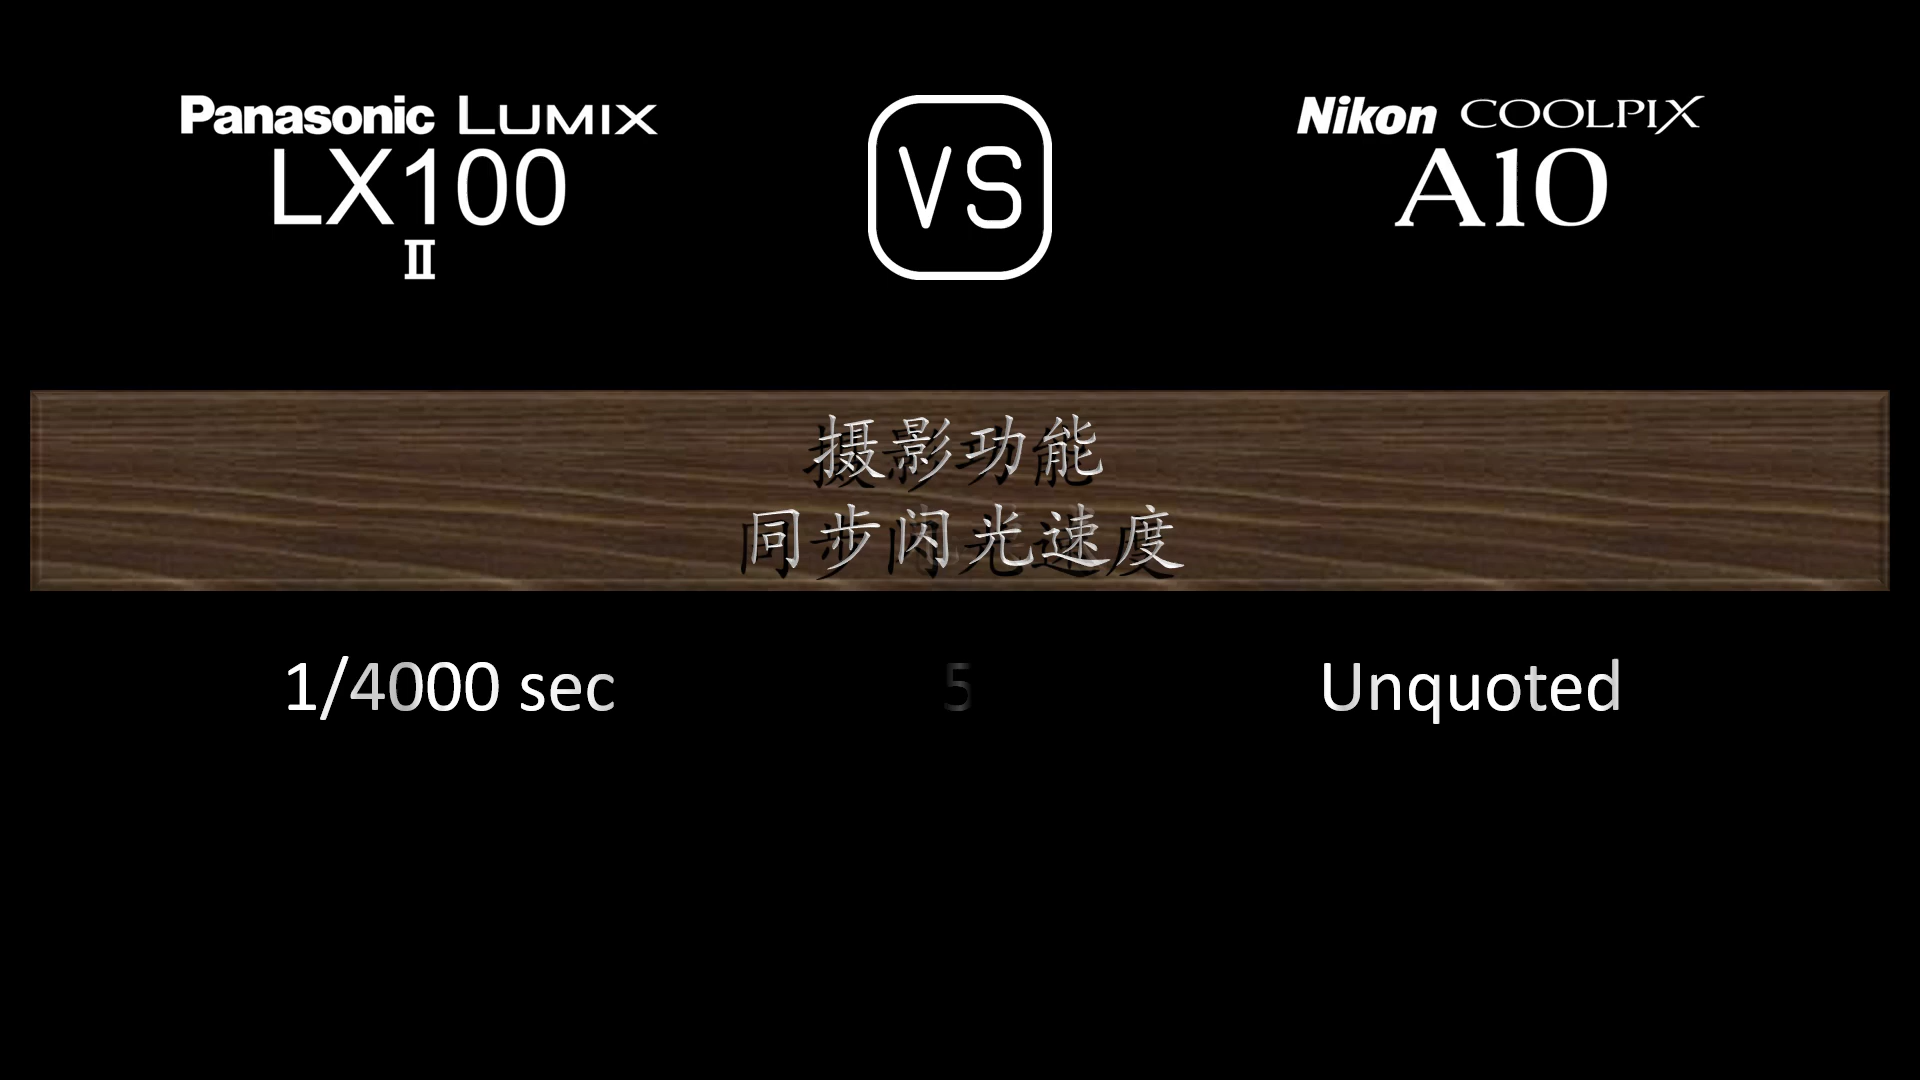 Panasonic LUMIX
LX100
II
VS
Nikon COOLPIX
A10
摄影功能
同步闪光速度
1/4000 sec
5
Unquoted